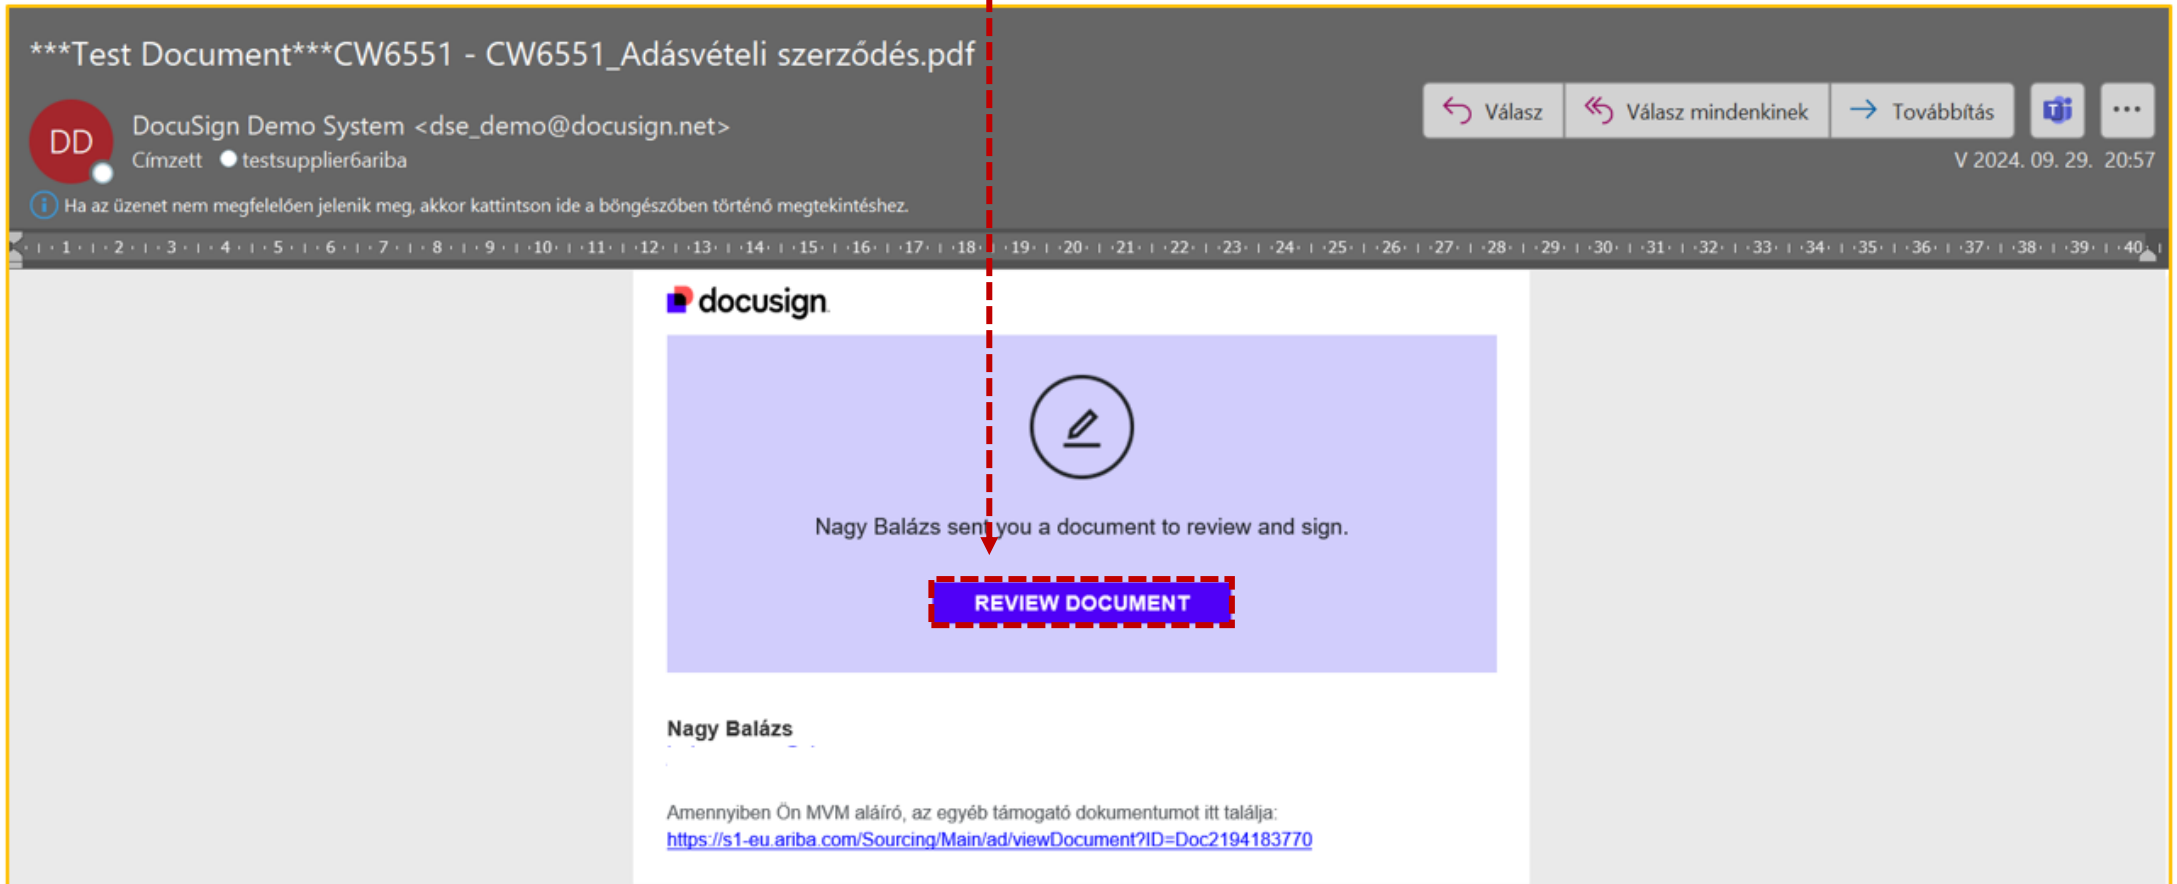 ***Test Document***CW6551 - CW6551_Adásvételi szerződés.pdf
DD
DocuSign Demo System <dse_demo@docusign.net>
Címzett testsupplier6ariba
Válasz
Válasz mindenkinek
Továbbítás
V 2024. 09. 29. 20:57
Ha az üzenet nem megfelelően jelenik meg, akkor kattintson ide a böngészőben történő megtekintéshez.
1 2 3 4 5 6 7 8 9 10 11 12 13 14 15 16 17 18 19 20 21 22 23 24 25 26 27 28 29 30 31 32 33 34 35 36 37 38 39 40
docusign
Nagy Balázs sent you a document to review and sign.
REVIEW DOCUMENT
Nagy Balázs
Amennyiben Ön MVM aláíró, az egyéb támogató dokumentumot itt találja:
https://s1-eu.ariba.com/Sourcing/Main/ad/viewDocument?ID=Doc2194183770